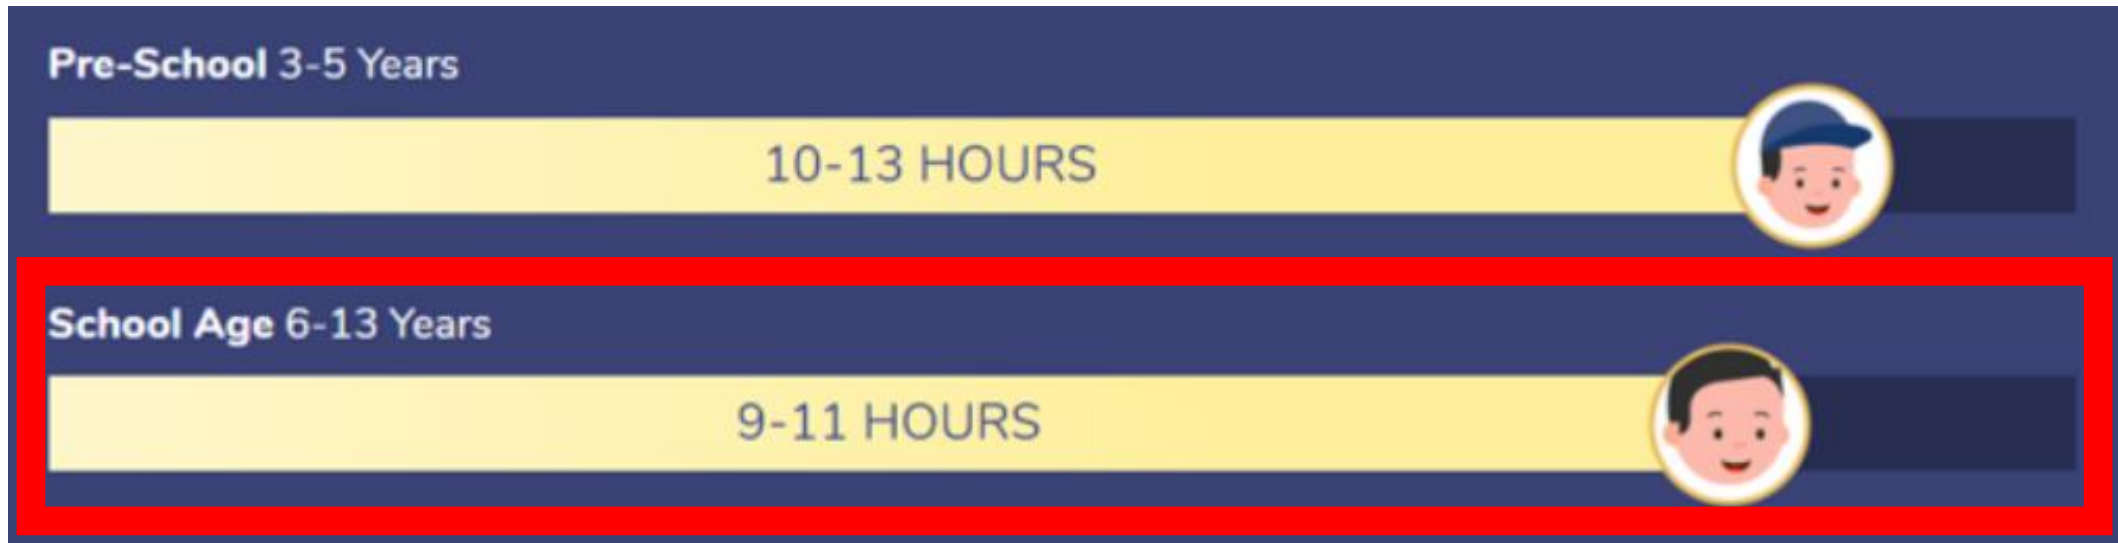 Pre-School 3-5 Years
10-13 HOURS
School Age 6-13 Years
9-11 HOURS